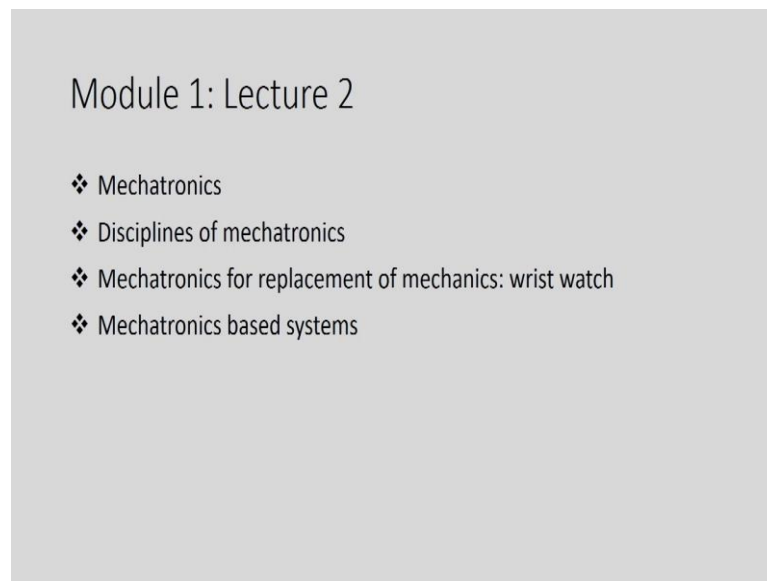 Module 1: Lecture 2
❖ Mechatronics
❖ Disciplines of mechatronics
❖ Mechatronics for replacement of mechanics: wrist watch
❖ Mechatronics based systems